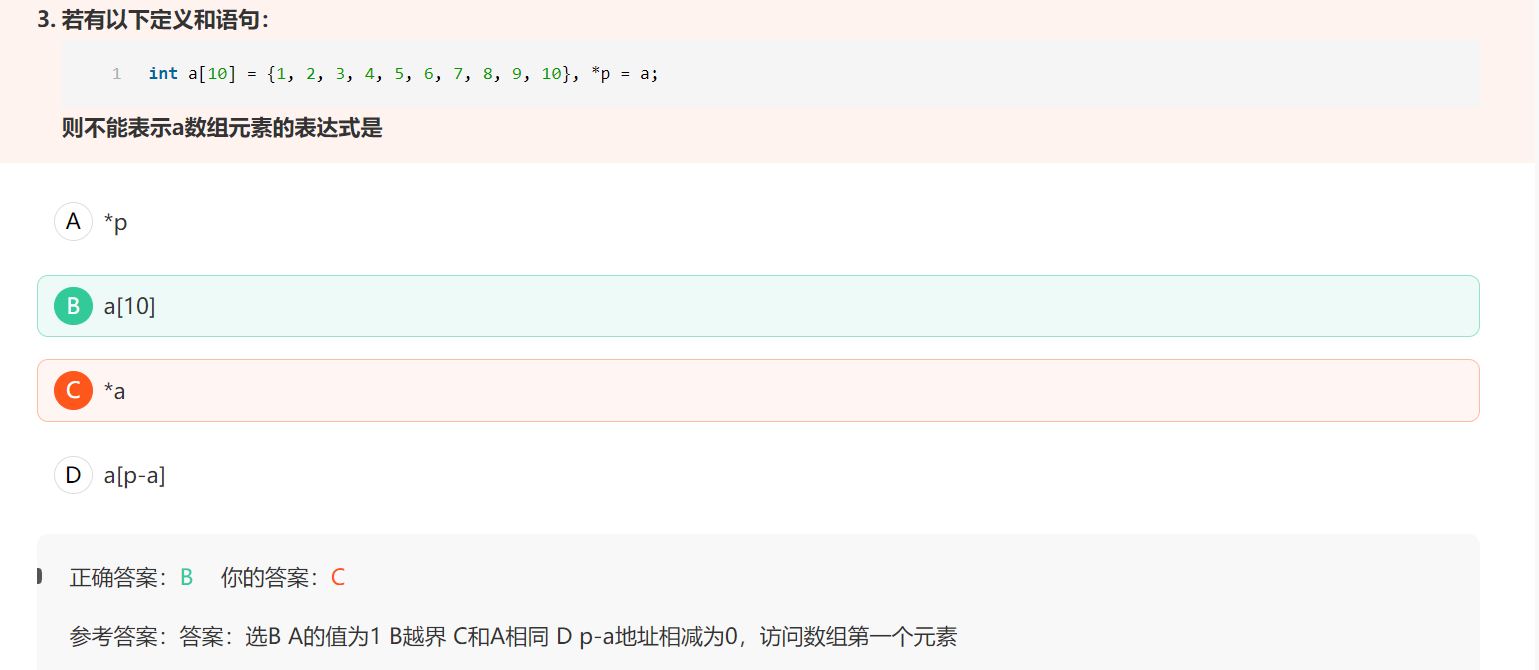 3. 若有以下定义和语句：
1 int a[10] = {1, 2, 3, 4, 5, 6, 7, 8, 9, 10}, *p = a;
则不能表示a数组元素的表达式是
A *p
B a[10]
C *a
D a[p-a]
正确答案：B 你的答案：C
参考答案：答案：选B A的值为1 B越界 C和A相同 D p-a地址相减为0，访问数组第一个元素